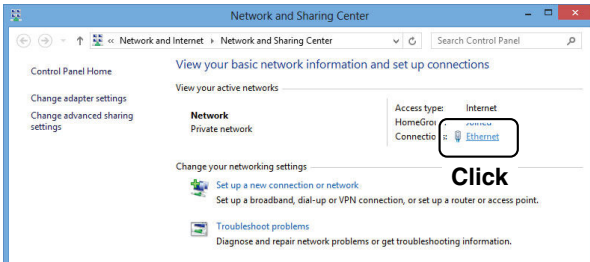 Network and Sharing Center
« Network and Internet ▸ Network and Sharing Center
Search Control Panel
Control Panel Home
Change adapter settings
Change advanced sharing settings
View your basic network information and set up connections
View your active networks
Network
Private network
Access type: Internet
HomeGrou
Connectio s: Ethernet
Click
Change your networking settings
Set up a new connection or network
Set up a broadband, dial-up or VPN connection, or set up a router or access point.
Troubleshoot problems
Diagnose and repair network problems or get troubleshooting information.